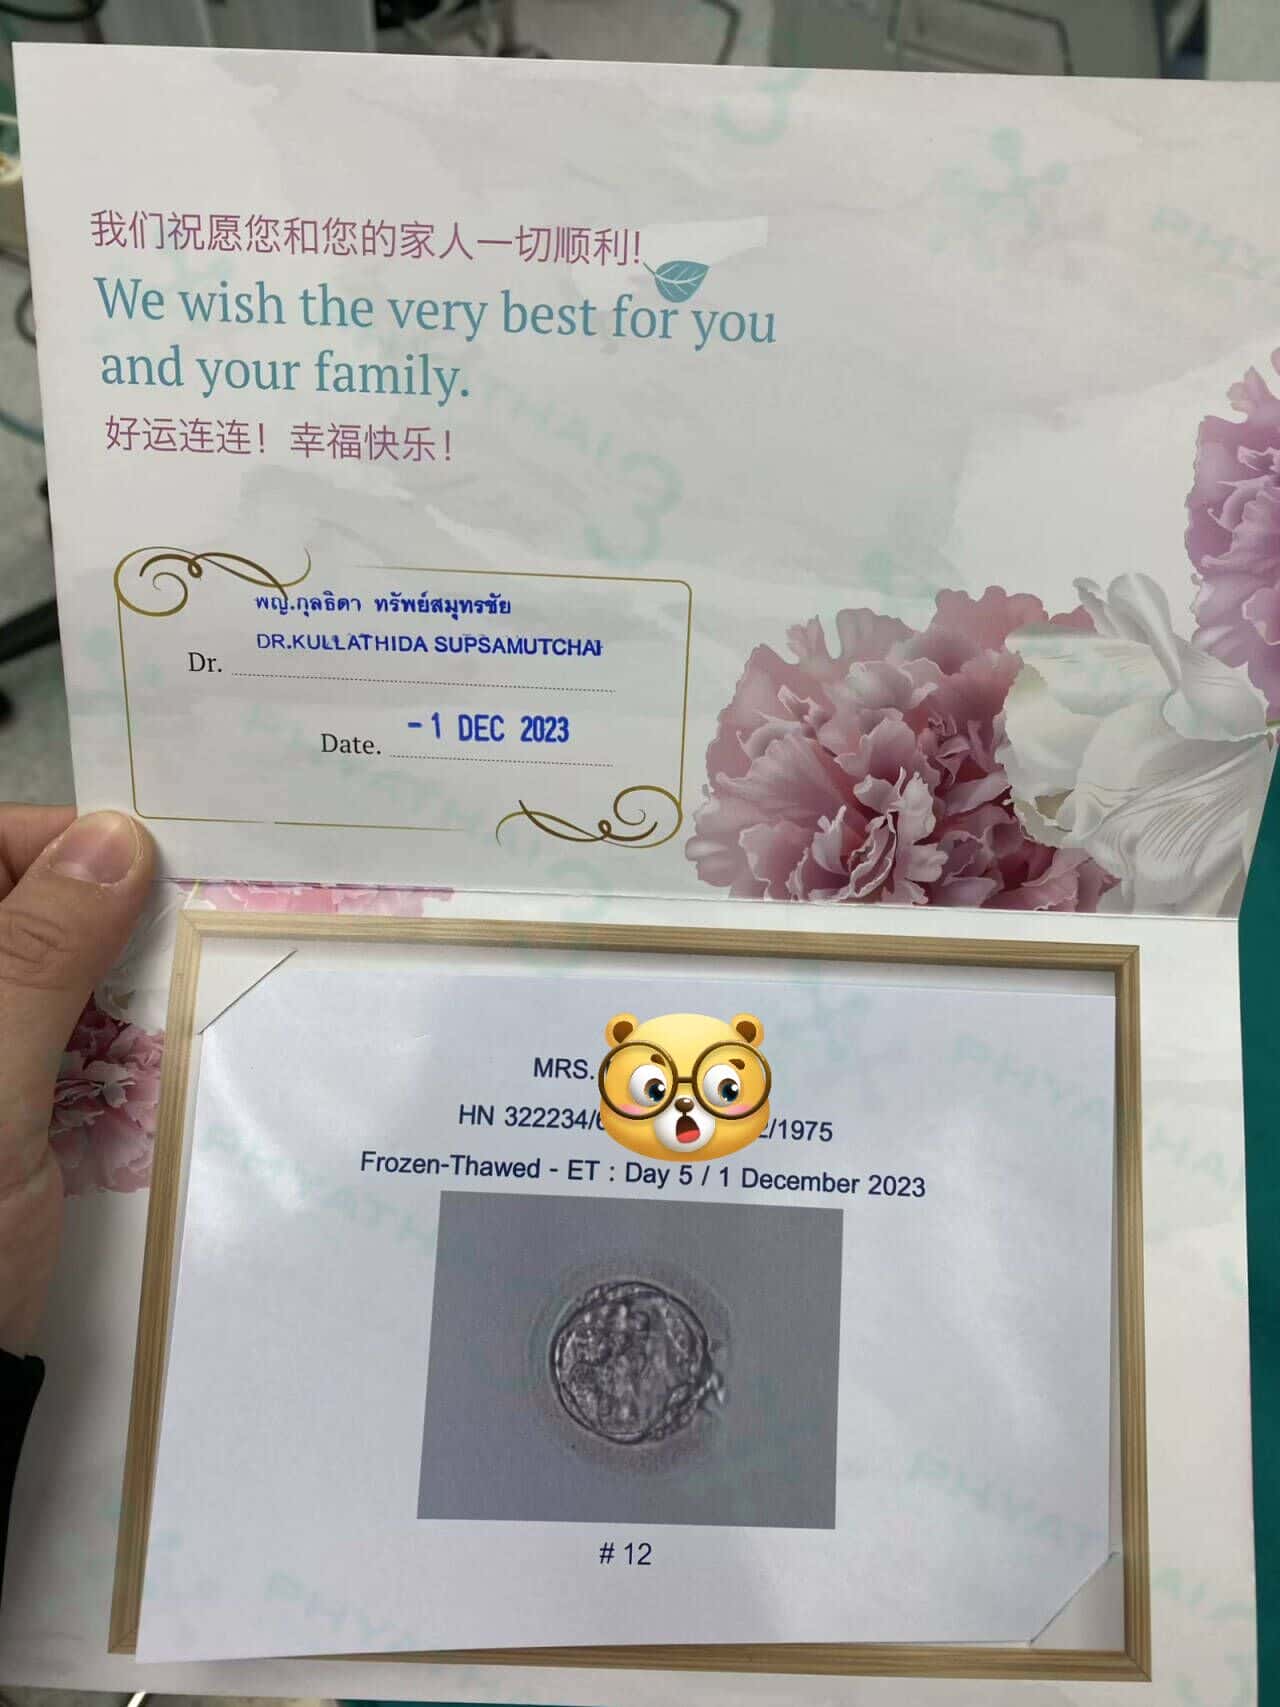 我们祝愿您和您的家人一切顺利!
We wish the very best for you
and your family.
好运连连！幸福快乐！
พญ.กุลธิดา ทรัพย์สมุทรชัย
DR.KULLATHIDA SUPSAMUTCHAI
Dr.
- 1 DEC 2023
Date.
MRS.
HN 322234/ /1975
Frozen-Thawed - ET : Day 5 / 1 December 2023
# 12